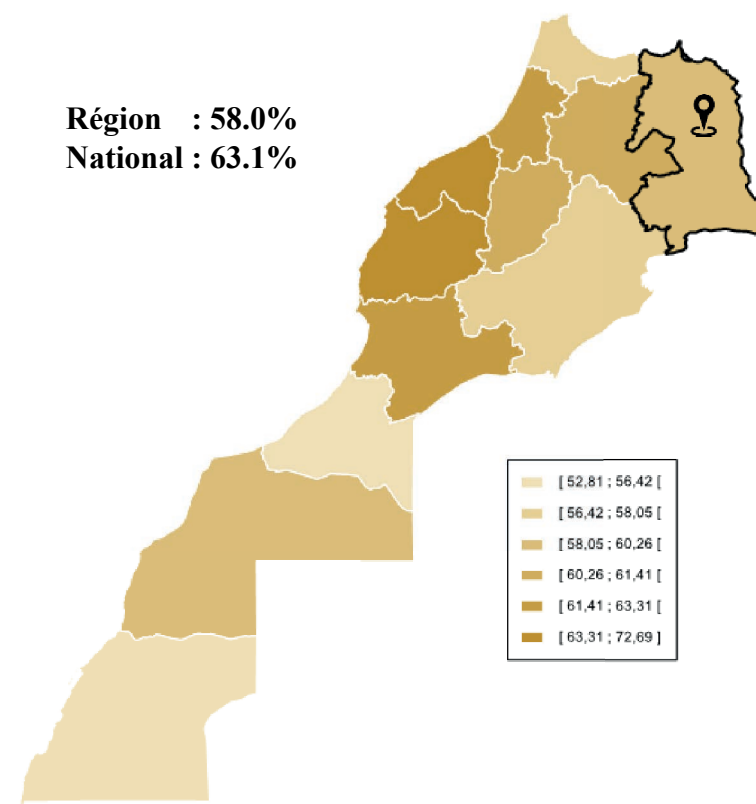 Région : 58.0%
National : 63.1%
[ 52,81 ; 56,42 [
[ 56,42 ; 58,05 [
[ 58,05 ; 60,26 [
[ 60,26 ; 61,41 [
[ 61,41 ; 63,31 [
[ 63,31 ; 72,69 ]